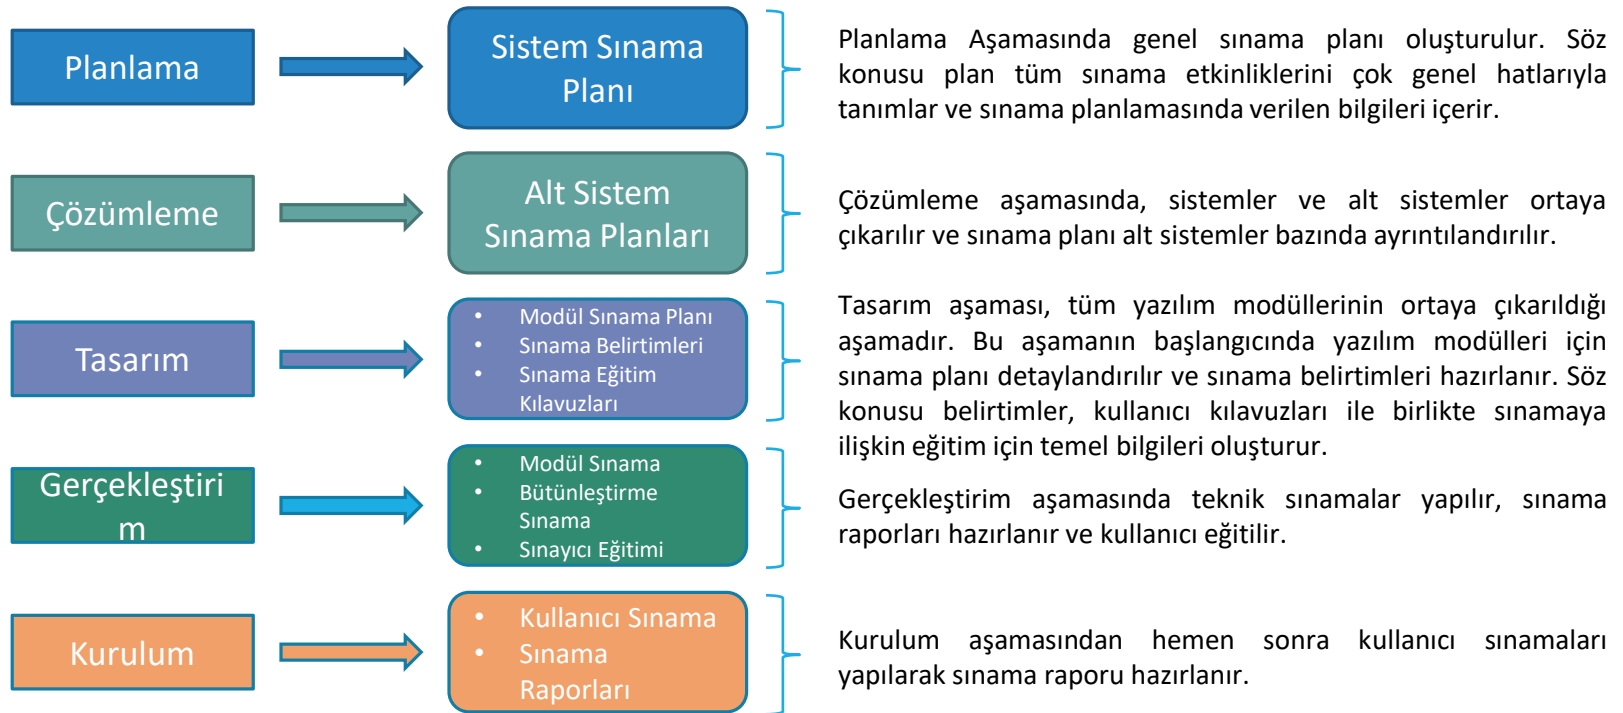 Planlama
Sistem Sınama
Planı
Planlama Aşamasında genel sınama planı oluşturulur. Söz
konusu plan tüm sınama etkinliklerini çok genel hatlarıyla
tanımlar ve sınama planlamasında verilen bilgileri içerir.
Çözümleme
Alt Sistem
Sınama Planları
Çözümleme aşamasında, sistemler ve alt sistemler ortaya
çıkarılır ve sınama planı alt sistemler bazında ayrıntılandırılır.
Tasarım
• Modül Sınama Planı
• Sınama Belirtimleri
• Sınama Eğitim
Kılavuzları
Tasarım aşaması, tüm yazılım modüllerinin ortaya çıkarıldığı
aşamadır. Bu aşamanın başlangıcında yazılım modülleri için
sınama planı detaylandırılır ve sınama belirtimleri hazırlanır. Söz
konusu belirtimler, kullanıcı kılavuzları ile birlikte sınamaya
ilişkin eğitim için temel bilgileri oluşturur.
Gerçekleştiri
m
• Modül Sınama
• Bütünleştirme
Sınama
• Sınayıcı Eğitimi
Gerçekleştirim aşamasında teknik sınamalar yapılır, sınama
raporları hazırlanır ve kullanıcı eğitilir.
Kurulum
• Kullanıcı Sınama
• Sınama
Raporları
Kurulum aşamasından hemen sonra kullanıcı sınamaları
yapılarak sınama raporu hazırlanır.